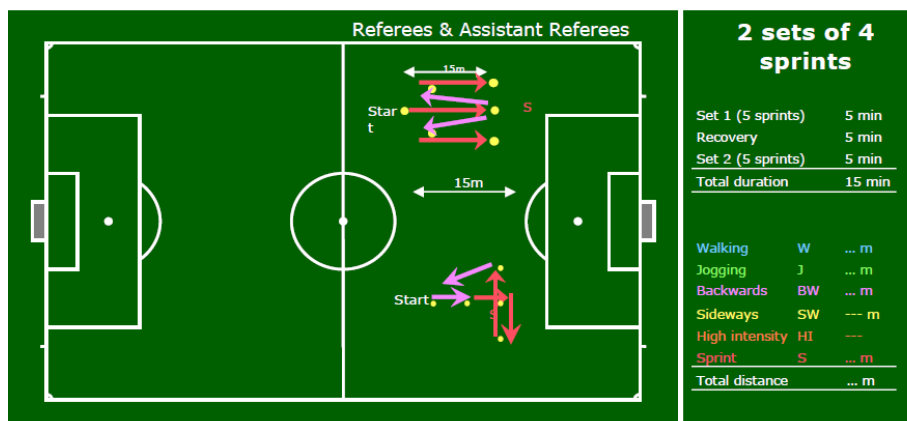 Referees & Assistant Referees
15m
Star
t
S
15m
Start
S
2 sets of 4
sprints
Set 1 (5 sprints) 5 min
Recovery 5 min
Set 2 (5 sprints) 5 min
Total duration 15 min
Walking W ... m
Jogging J ... m
Backwards BW ... m
Sideways SW --- m
High intensity HI ---
Sprint S ... m
Total distance ... m